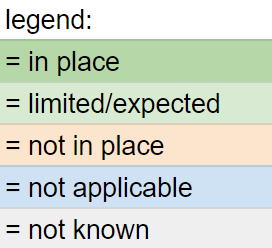 legend:
= in place
= limited/expected
= not in place
= not applicable
= not known